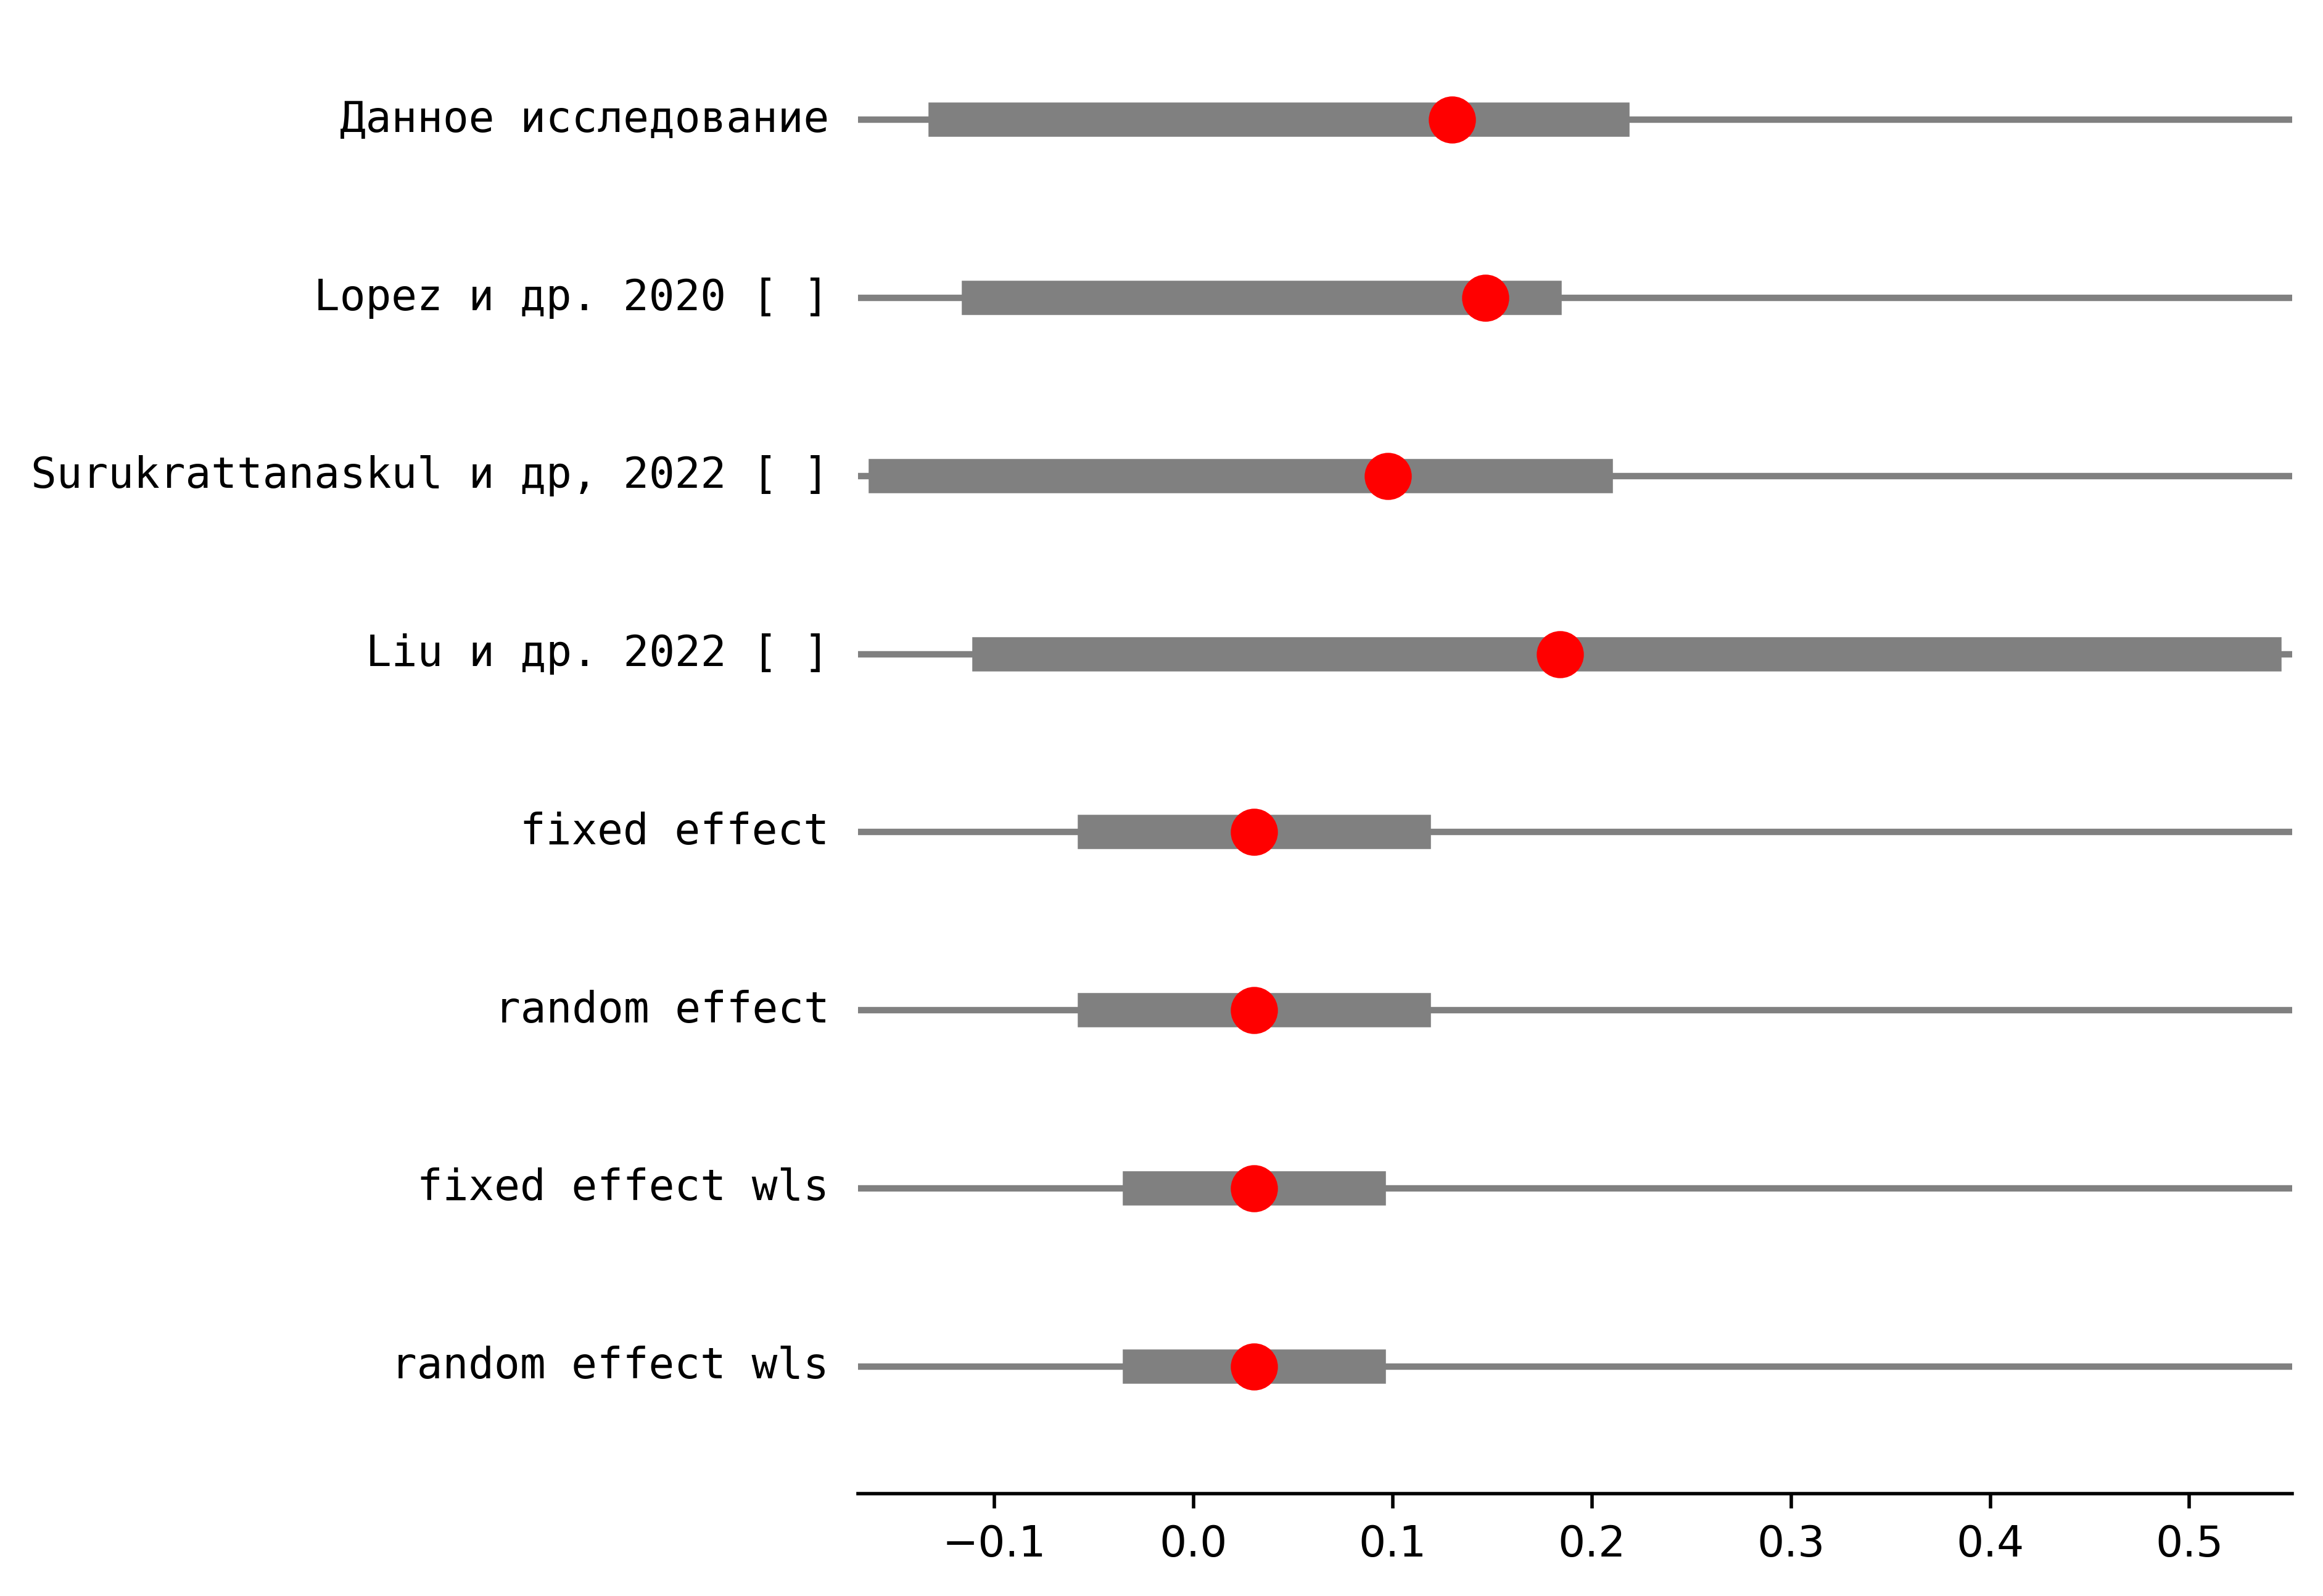 Данное исследование
Lopez и др. 2020 [ ]
Surukrattanaskul и др, 2022 [ ]
Liu и др. 2022 [ ]
fixed effect
random effect
fixed effect wls
random effect wls
−0.1 0.0 0.1 0.2 0.3 0.4 0.5